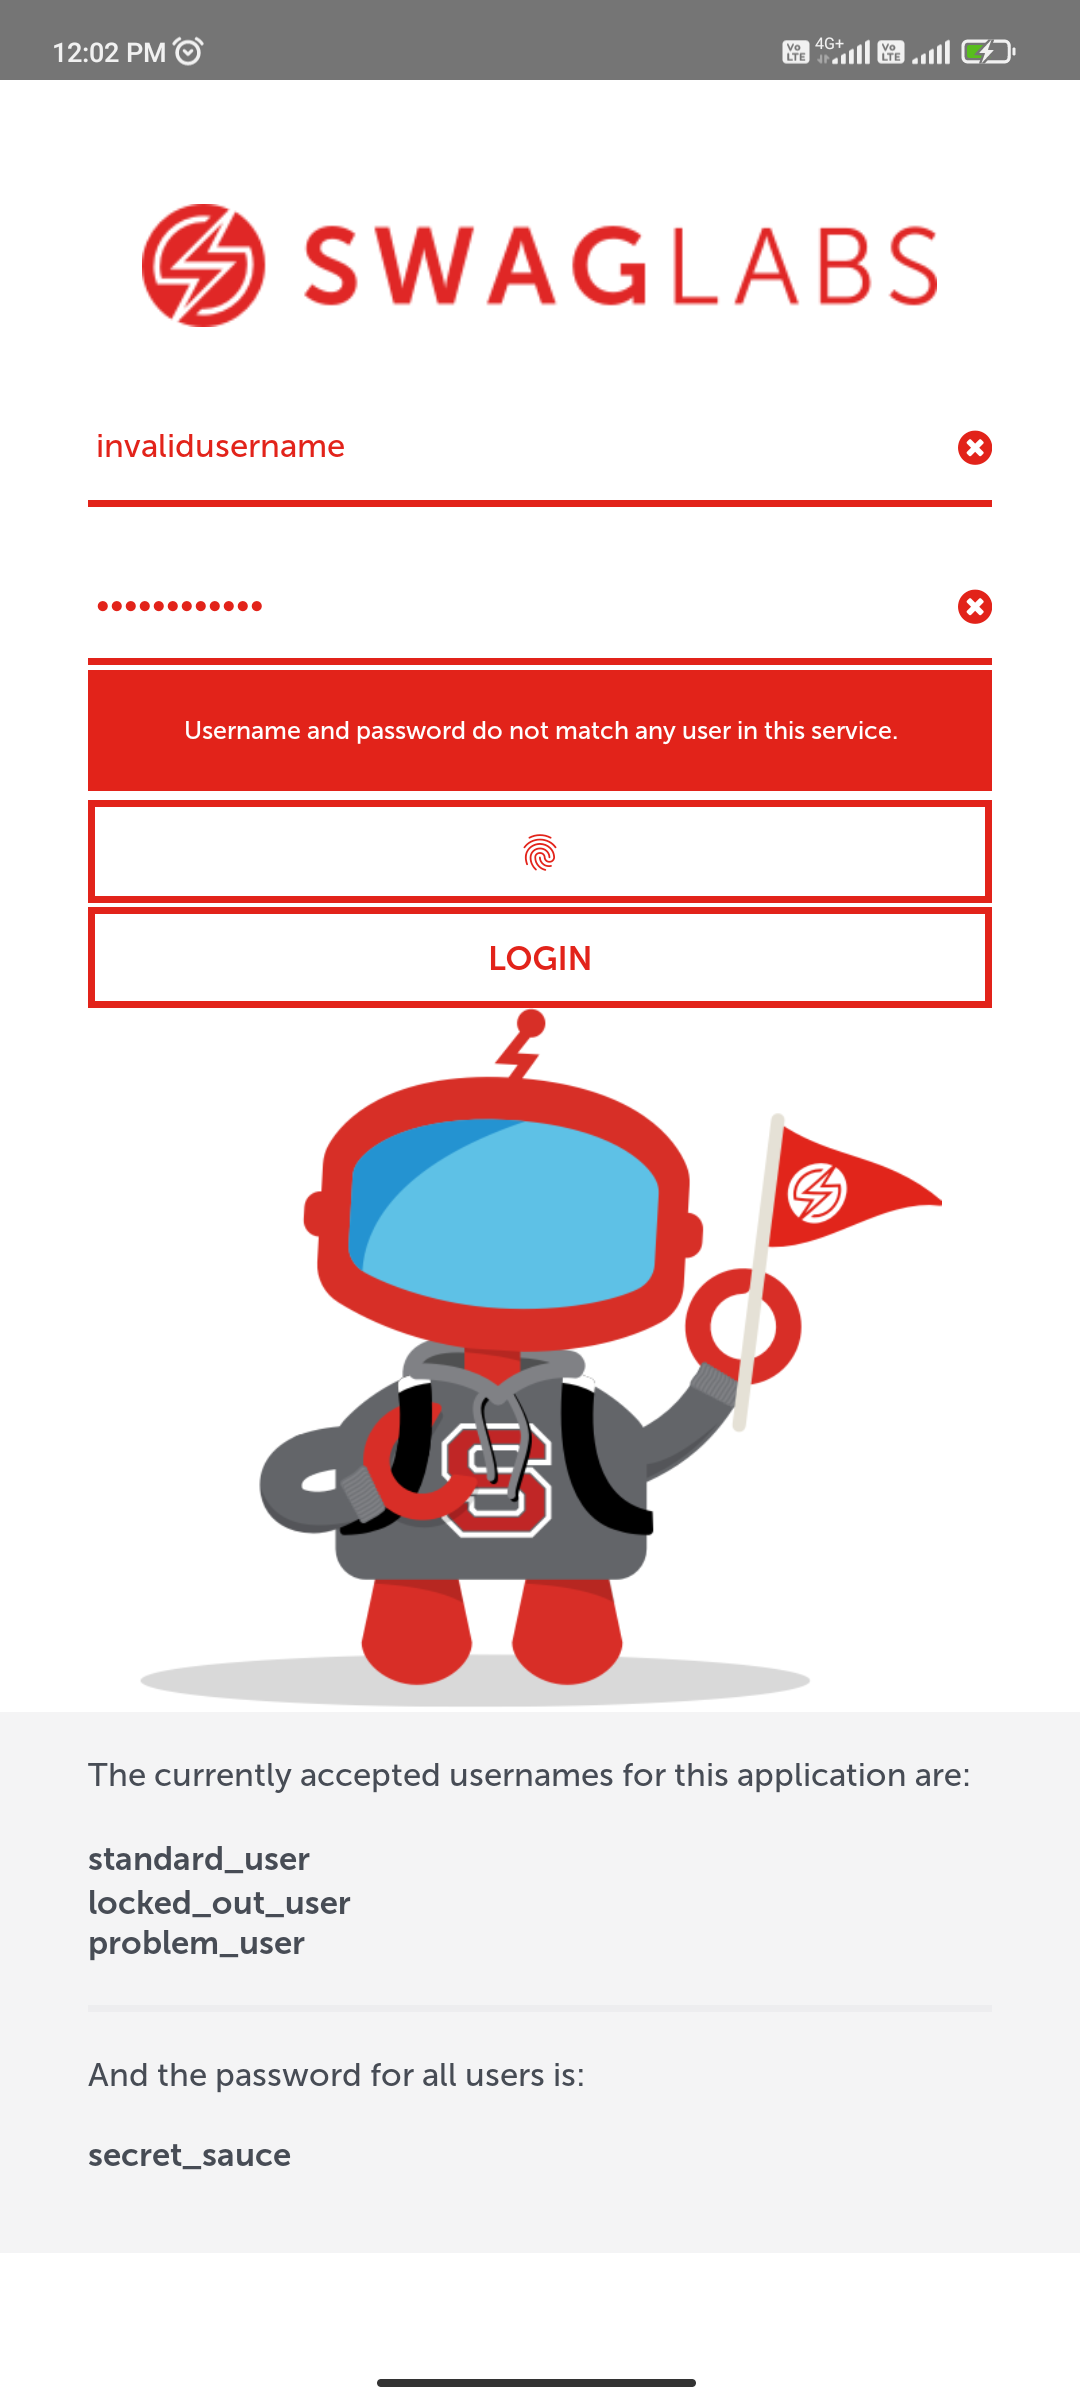 12:02 PM
Vo LTE 4G+ Vo LTE
SWAGLABS
invalidusername
••••••••••••
Username and password do not match any user in this service.
LOGIN
S
The currently accepted usernames for this application are:
standard_user
locked_out_user
problem_user
And the password for all users is:
secret_sauce